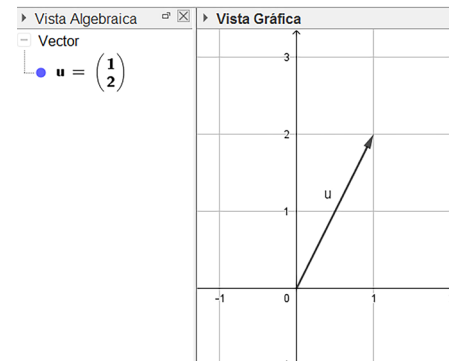 Vista Algebraica
Vector
u = (1 2)
Vista Gráfica
3
2
u
1
-1 0 1